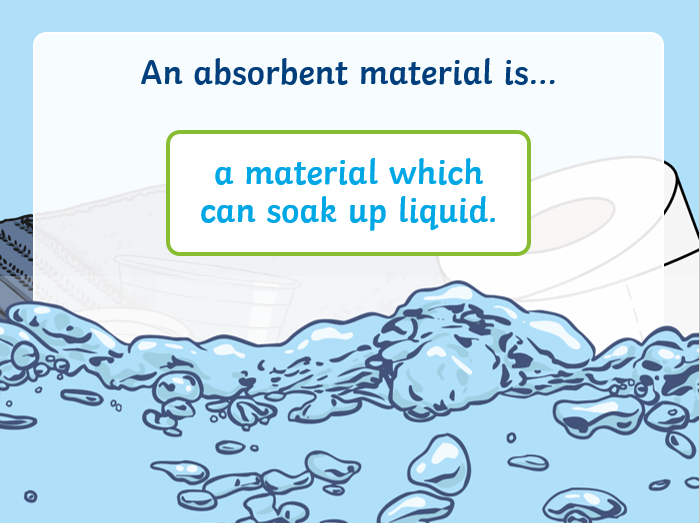 An absorbent material is...
a material which
can soak up liquid.